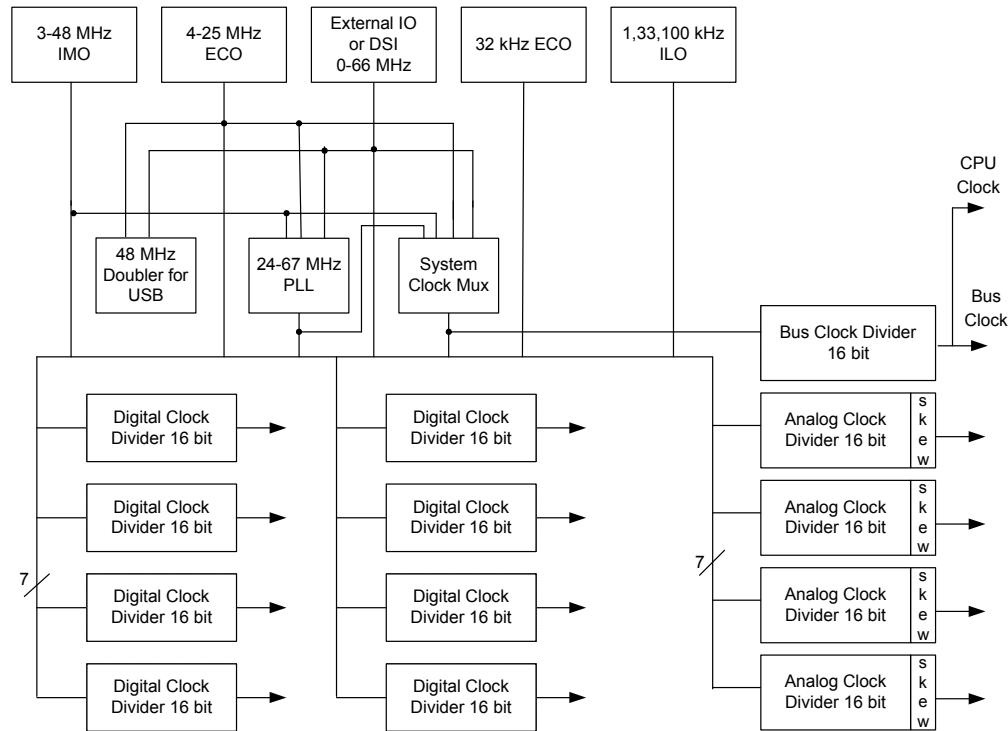 3-48 MHz
IMO
4-25 MHz
ECO
External IO
or DSI
0-66 MHz
32 kHz ECO
1,33,100 kHz
ILO
CPU
Clock
48 MHz
Doubler for
USB
24-67 MHz
PLL
System
Clock Mux
Bus
Clock
Bus Clock Divider
16 bit
Digital Clock
Divider 16 bit
Digital Clock
Divider 16 bit
Analog Clock
Divider 16 bit
s
k
e
w
Digital Clock
Divider 16 bit
Digital Clock
Divider 16 bit
Analog Clock
Divider 16 bit
s
k
e
w
7
7
Digital Clock
Divider 16 bit
Digital Clock
Divider 16 bit
Analog Clock
Divider 16 bit
s
k
e
w
Digital Clock
Divider 16 bit
Digital Clock
Divider 16 bit
Analog Clock
Divider 16 bit
s
k
e
w